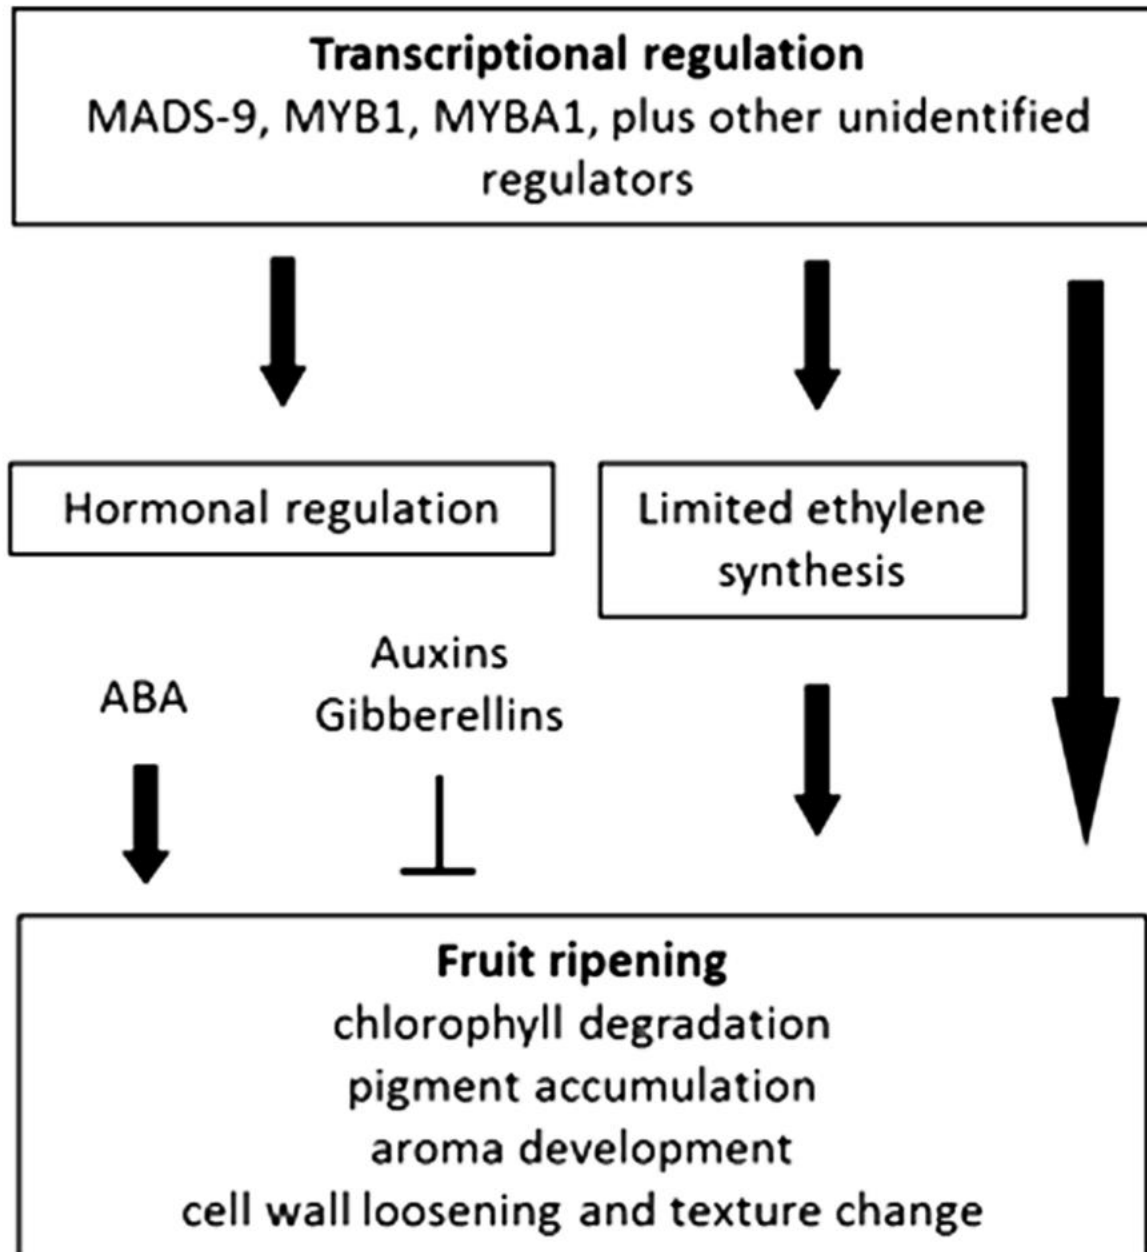 Transcriptional regulation
MADS-9, MYB1, MYBA1, plus other unidentified
regulators
Hormonal regulation
Limited ethylene
synthesis
ABA
Auxins
Gibberellins
Fruit ripening
chlorophyll degradation
pigment accumulation
aroma development
cell wall loosening and texture change